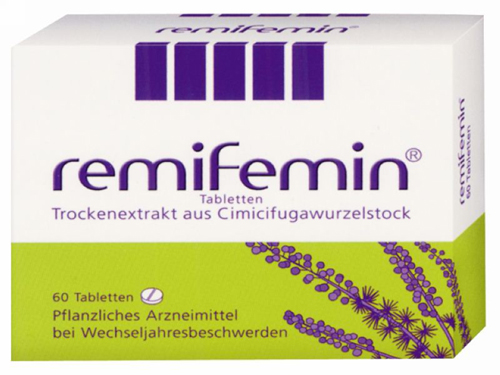 remifemin
remifemin®
Tabletten
Trockenextrakt aus Cimicifugawurzelstock
60 Tabletten
Pflanzliches Arzneimittel
bei Wechseljahresbeschwerden
remifemin®
60 Tabletten